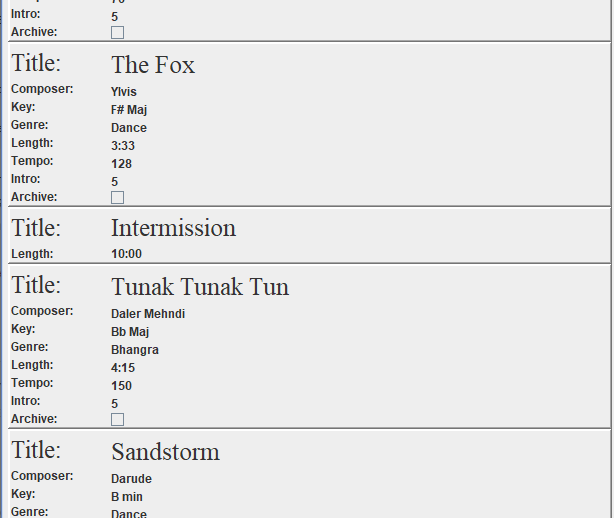 Intro: 5
Archive:
Title: The Fox
Composer: Ylvis
Key: F# Maj
Genre: Dance
Length: 3:33
Tempo: 128
Intro: 5
Archive:
Title: Intermission
Length: 10:00
Title: Tunak Tunak Tun
Composer: Daler Mehndi
Key: Bb Maj
Genre: Bhangra
Length: 4:15
Tempo: 150
Intro: 5
Archive:
Title: Sandstorm
Composer: Darude
Key: B min
Genre: Dance